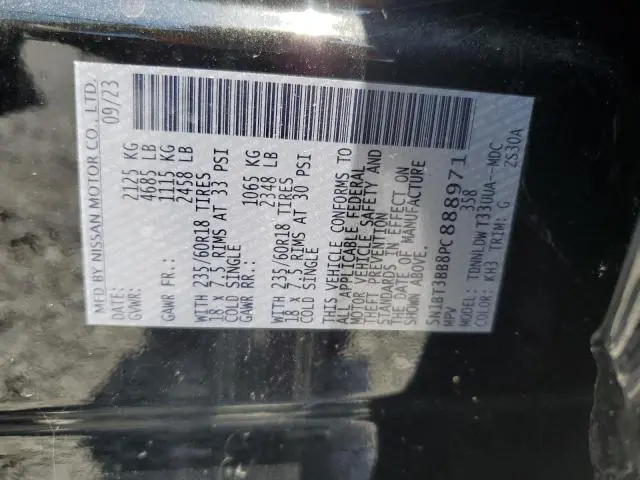 MFD BY NISSAN MOTOR CO., LTD.
DATE: 09/23
GVWR: 2125 KG
4685 LB
GAWR FR.: 1115 KG
2458 LB
WITH 235/60R18 TIRES
18 X 7.5 RIMS AT 33 PSI
COLD SINGLE
GAWR RR.: 1065 KG
2348 LB
WITH 235/60R18 TIRES
18 X 7.5 RIMS AT 30 PSI
COLD SINGLE
THIS VEHICLE CONFORMS TO
ALL APPLICABLE FEDERAL
MOTOR VEHICLE SAFETY AND
THEFT PREVENTION
STANDARDS IN EFFECT ON
THE DATE OF MANUFACTURE
SHOWN ABOVE.
5N1BT3BB8PC888971
MPV 358
MODEL: TDNNLDW T33UUA--MDC
COLOR: KH3 TRIM: G ZS30A